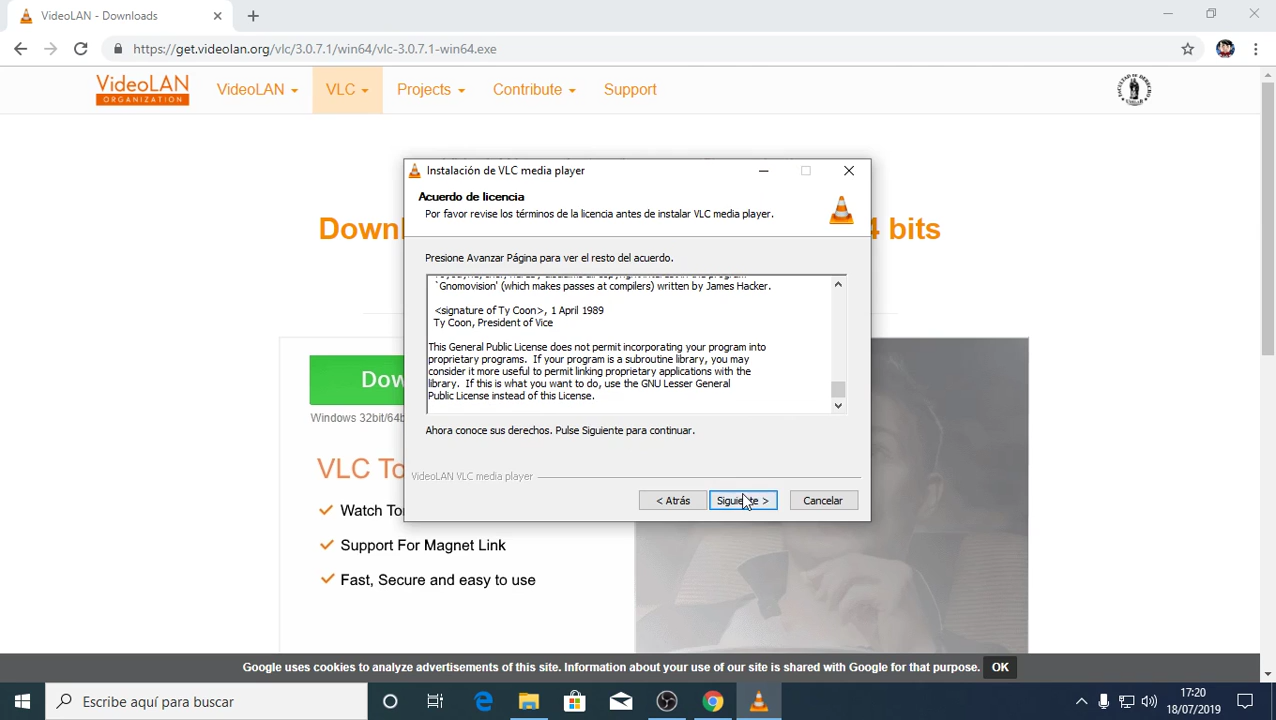 VideoLAN - Downloads
https://get.videolan.org/vlc/3.0.7.1/win64/vlc-3.0.7.1-win64.exe
VideoLAN
ORGANIZATION
VideoLAN
VLC
Projects
Contribute
Support
Instalación de VLC media player
Acuerdo de licencia
Por favor revise los términos de la licencia antes de instalar VLC media player.
Down
4 bits
Presione Avanzar Página para ver el resto del acuerdo.
`Gnomovision' (which makes passes at compilers) written by James Hacker.
<signature of Ty Coon>, 1 April 1989
Ty Coon, President of Vice
This General Public License does not permit incorporating your program into
proprietary programs.  If your program is a subroutine library, you may
consider it more useful to permit linking proprietary applications with the
library.  If this is what you want to do, use the GNU Lesser General
Public License instead of this License.
Dow
Windows 32bit/64b
Ahora conoce sus derechos. Pulse Siguiente para continuar.
VideoLAN VLC media player
< Atrás
Siguiente >
Cancelar
VLC To
Watch To
Support For Magnet Link
Fast, Secure and easy to use
Google uses cookies to analyze advertisements of this site. Information about your use of our site is shared with Google for that purpose.
OK
Escribe aquí para buscar
17:20
18/07/2019